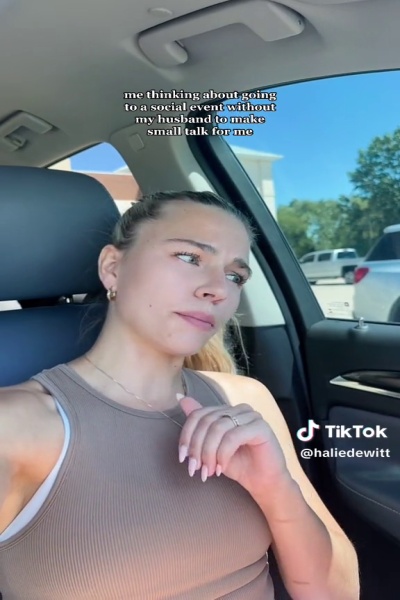 me thinking about going
to a social event without
my husband to make
small talk for me
TikTok
@haliedewitt